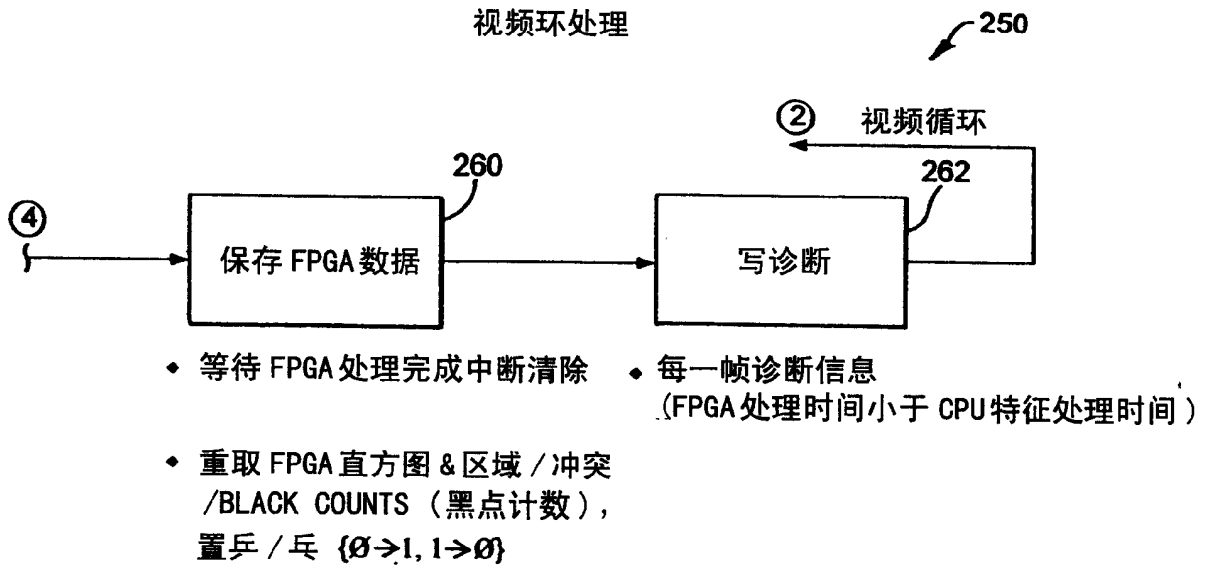 视频环处理
250
② 视频循环
260
262
④
保存 FPGA 数据
写诊断
• 等待 FPGA 处理完成中断清除
• 重取 FPGA 直方图 & 区域 / 冲突
/BLACK COUNTS (黑点计数),
置乒 / 乓 {Ø→1, 1→Ø}
• 每一帧诊断信息
(FPGA 处理时间小于 CPU 特征处理时间)